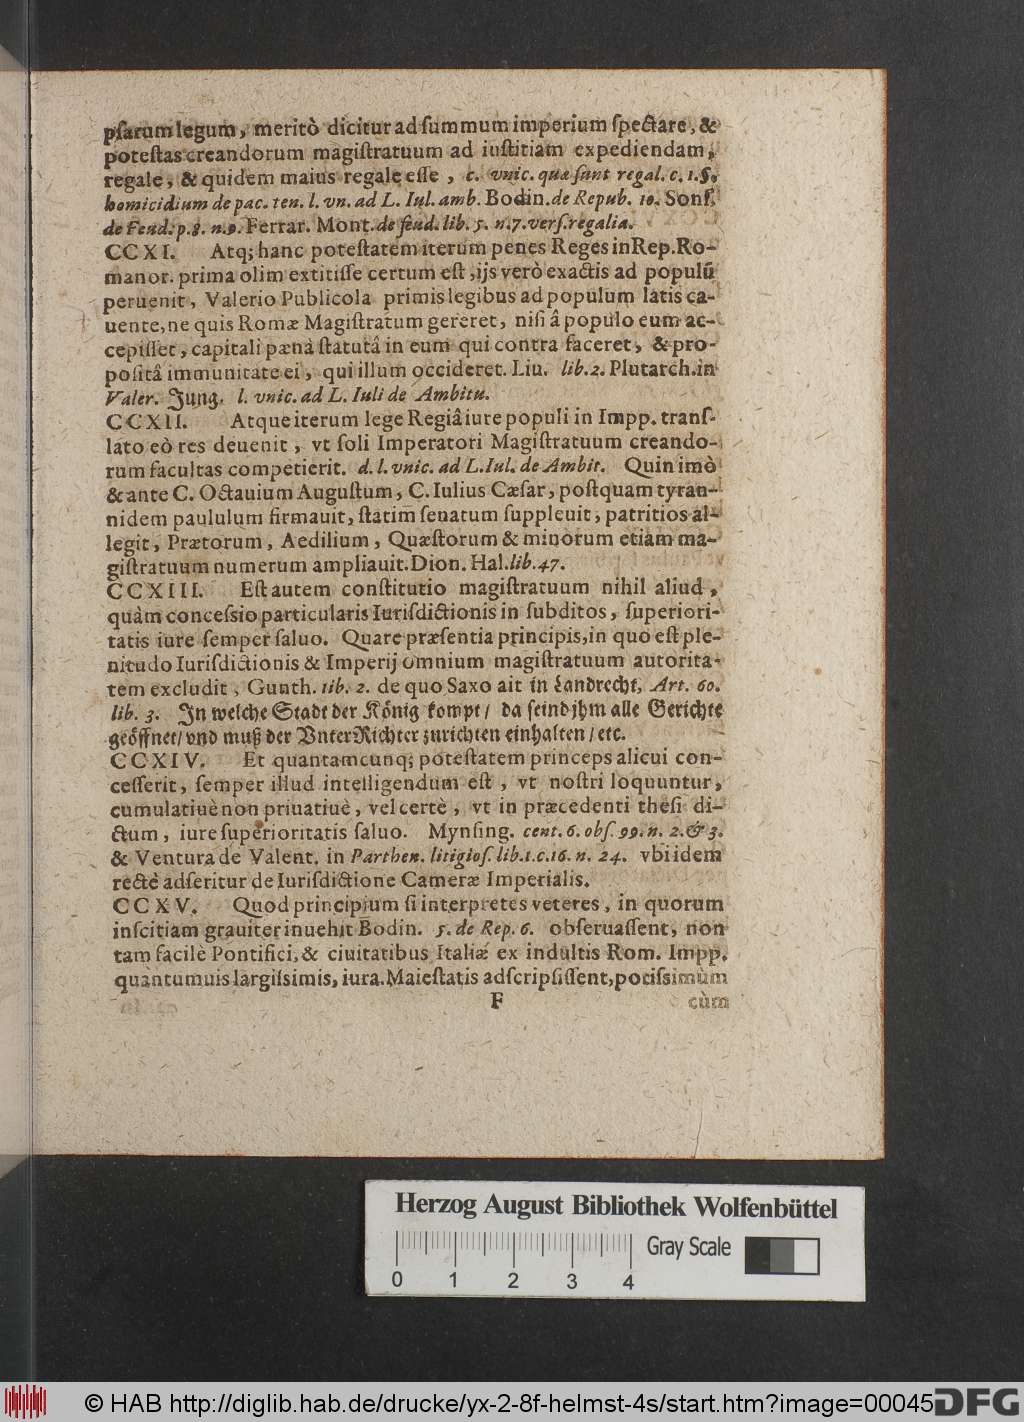 psarum legum, meritò dicitur ad summum imperium spectare, &
potestas creandorum magistratuum ad iustitiam expediendam,
regale, & quidem maius regale esse, c. vnic. quæ sunt regal. c. 1. §.
homicidium de pac. ten. l. vn. ad L. Iul. amb. Bodin. de Repub. 10. Sons.
de Feud. p. 8. n. 9. Ferrar. Mont. de feud. lib. 5. n. 7. vers. regalia.
CCXI. Atq; hanc potestatem iterum penes Reges in Rep. Ro-
manor. prima olim extitisse certum est, ijs verò exactis ad populũ
peruenit, Valerio Publicola primis legibus ad populum latis ca-
uente, ne quis Romæ Magistratum gereret, nisi â populo eum ac-
cepisset, capitali pœnà statutâ in eum qui contra faceret, & pro-
positâ immunitate ei, qui illum occideret. Liu. lib. 2. Plutarch. in
Valer. Jung. l. vnic. ad L. Iuli de Ambitu.
CCXII. Atque iterum lege Regiâ iure populi in Impp. trans-
lato eò res deuenit, vt soli Imperatori Magistratuum creando-
rum facultas competierit. d. l. vnic. ad L. Iul. de Ambit. Quin imò
& ante C. Octauium Augustum, C. Iulius Cæsar, postquam tyran-
nidem paululum firmauit, statim senatum suppleuit, patritios al-
legit, Prætorum, Aedilium, Quæstorum & minorum etiam ma-
gistratuum numerum ampliauit. Dion. Hal. lib. 47.
CCXIII. Est autem constitutio magistratuum nihil aliud,
quàm concessio particularis Iurisdictionis in subditos, superiori-
tatis iure semper saluo. Quare præsentia principis, in quo est ple-
nitudo Iurisdictionis & Imperij omnium magistratuum autorita-
tem excludit, Gunth. lib. 2. de quo Saxo ait in Landrecht, Art. 60.
lib. 3. In welche Stadt der König kompt / da seind jhm alle Gerichte
geöffnet / vnd muß der VnterRichter zurichten einhalten / etc.
CCXIV. Et quantamcunq; potestatem princeps alicui con-
cesserit, semper illud intelligendum est, vt nostri loquuntur,
cumulatiuè non priuatiuè, vel certè, vt in præcedenti thesi di-
ctum, iure superioritatis saluo. Mynsing. cent. 6. obs. 99. n. 2. & 3.
& Ventura de Valent. in Parthen. litigios. lib. 1. c. 16. n. 24. vbi idem
rectè adseritur de Iurisdictione Cameræ Imperialis.
CCXV. Quod principium si interpretes veteres, in quorum
inscitiam grauiter inuehit Bodin. 5. de Rep. 6. obseruassent, non
tam facilè Pontifici, & ciuitatibus Italiæ ex indultis Rom. Impp.
quàntumuis largissimis, iura Maiestatis adscripsissent, potissimùm
F cùm
Herzog August Bibliothek Wolfenbüttel
Gray Scale
0 1 2 3 4
© HAB http://diglib.hab.de/drucke/yx-2-8f-helmst-4s/start.htm?image=00045
DFG